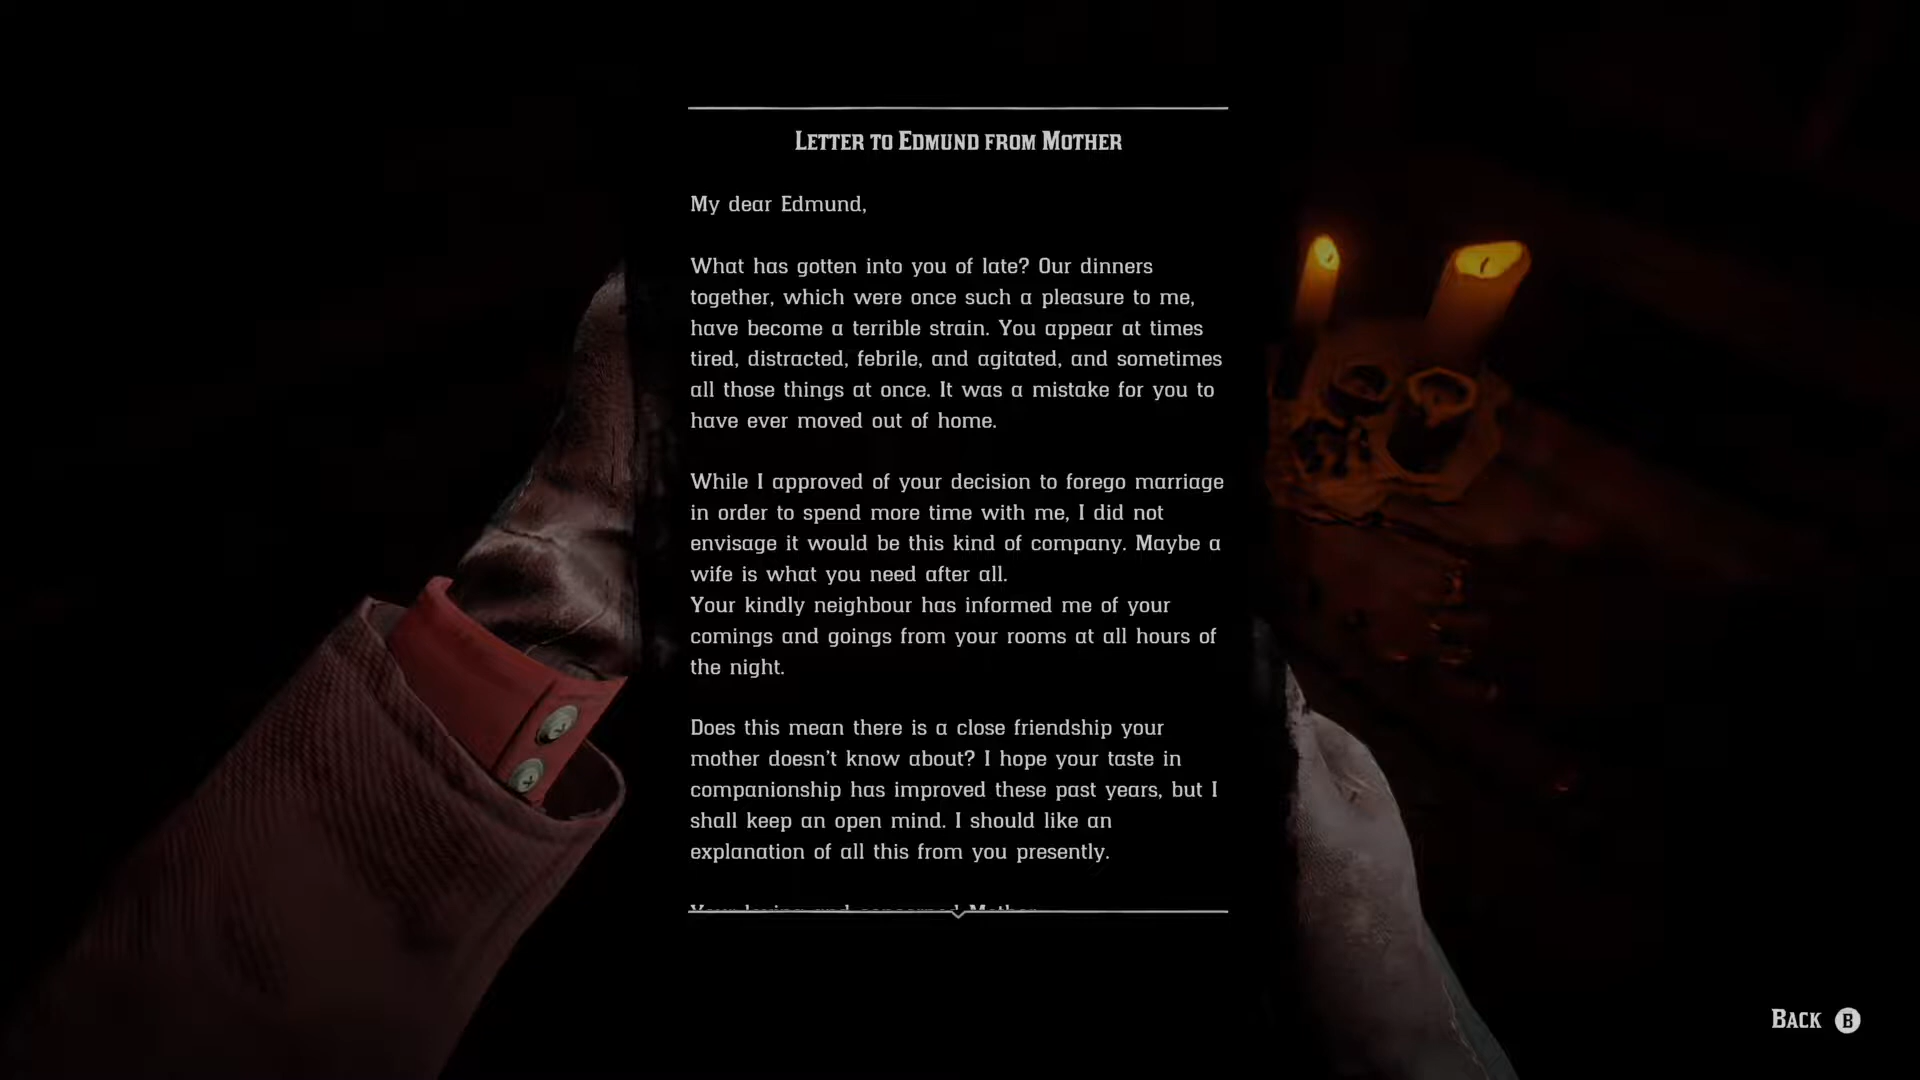 LETTER TO EDMUND FROM MOTHER
My dear Edmund,
What has gotten into you of late? Our dinners
together, which were once such a pleasure to me,
have become a terrible strain. You appear at times
tired, distracted, febrile, and agitated, and sometimes
all those things at once. It was a mistake for you to
have ever moved out of home.
While I approved of your decision to forego marriage
in order to spend more time with me, I did not
envisage it would be this kind of company. Maybe a
wife is what you need after all.
Your kindly neighbour has informed me of your
comings and goings from your rooms at all hours of
the night.
Does this mean there is a close friendship your
mother doesn't know about? I hope your taste in
companionship has improved these past years, but I
shall keep an open mind. I should like an
explanation of all this from you presently.
Your loving and concerned Mother
BACK B